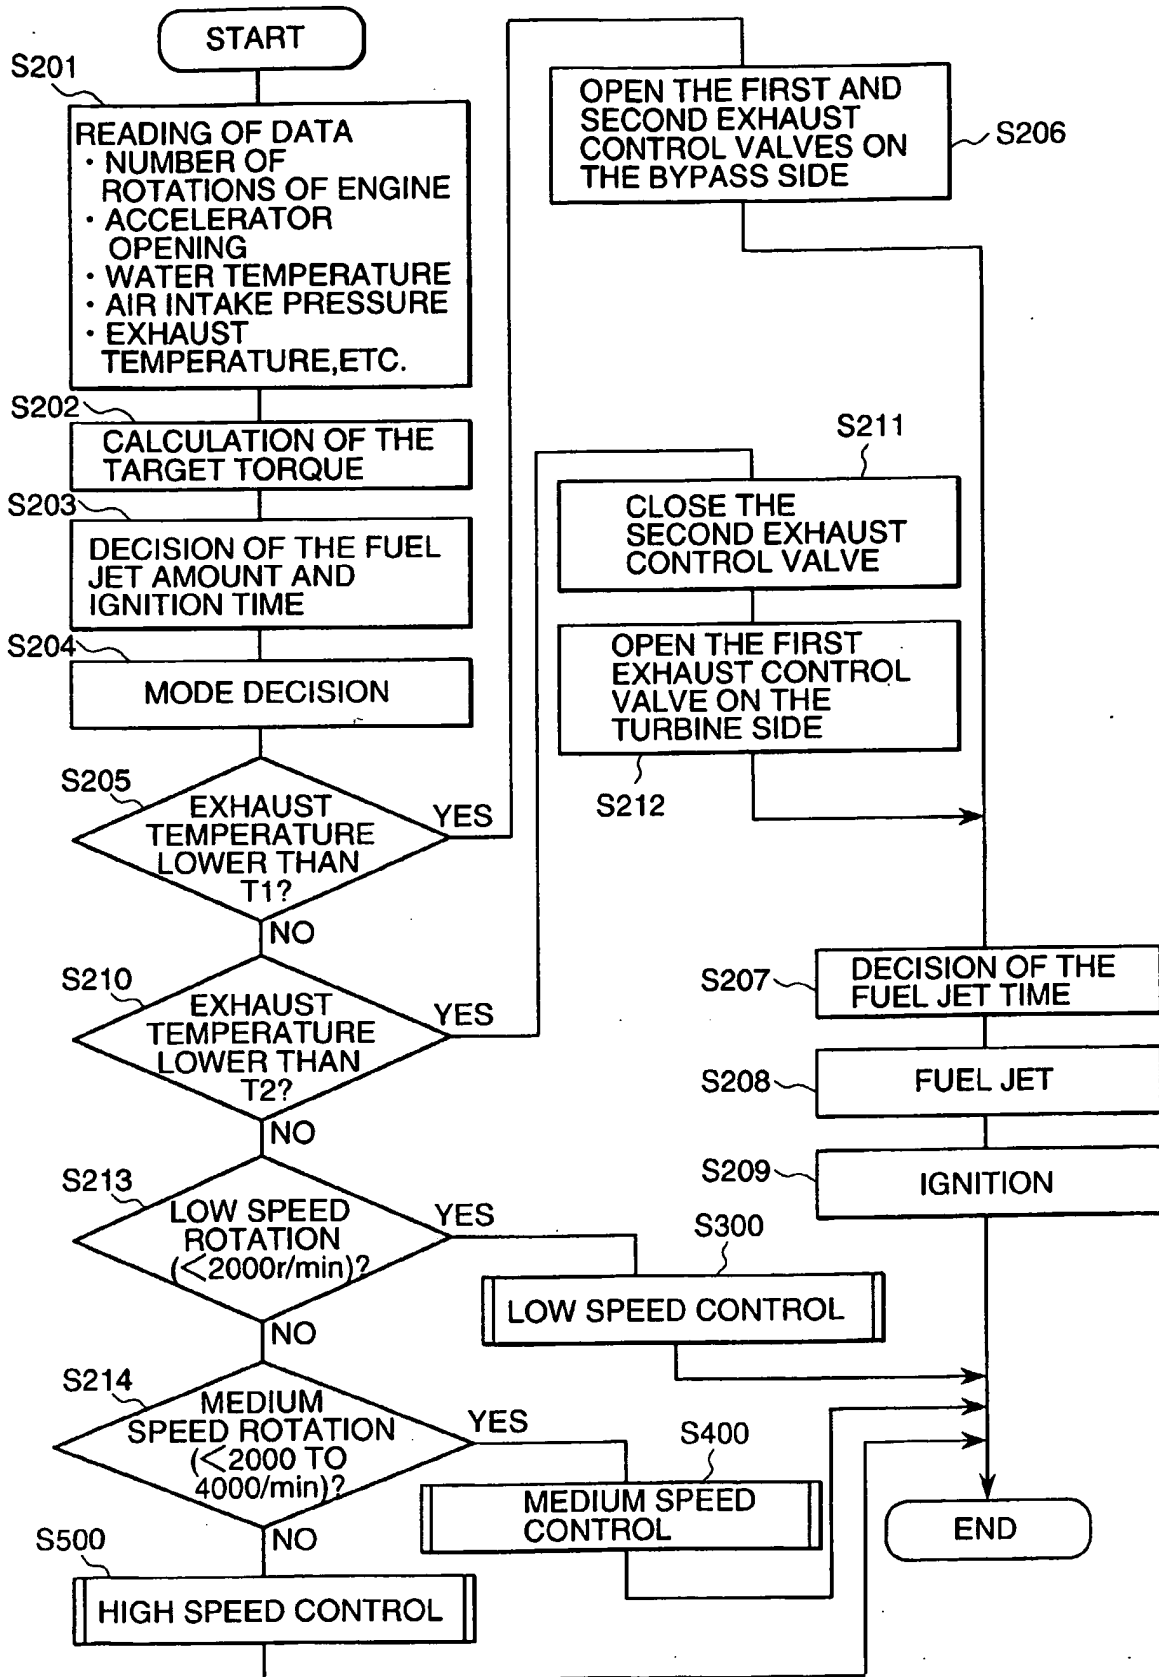 START
S201
READING OF DATA
・NUMBER OF
ROTATIONS OF ENGINE
・ACCELERATOR
OPENING
・WATER TEMPERATURE
・AIR INTAKE PRESSURE
・EXHAUST
TEMPERATURE,ETC.
S202
CALCULATION OF THE
TARGET TORQUE
S203
DECISION OF THE FUEL
JET AMOUNT AND
IGNITION TIME
S204
MODE DECISION
S205
EXHAUST
TEMPERATURE
LOWER THAN
T1?
YES
NO
OPEN THE FIRST AND
SECOND EXHAUST
CONTROL VALVES ON
THE BYPASS SIDE
S206
S210
EXHAUST
TEMPERATURE
LOWER THAN
T2?
YES
NO
S211
CLOSE THE
SECOND EXHAUST
CONTROL VALVE
OPEN THE FIRST
EXHAUST CONTROL
VALVE ON THE
TURBINE SIDE
S212
S207
DECISION OF THE
FUEL JET TIME
S208
FUEL JET
S209
IGNITION
S213
LOW SPEED
ROTATION
(<2000r/min)?
YES
NO
S300
LOW SPEED CONTROL
S214
MEDIUM
SPEED ROTATION
(<2000 TO
4000/min)?
YES
NO
S400
MEDIUM SPEED
CONTROL
S500
HIGH SPEED CONTROL
END